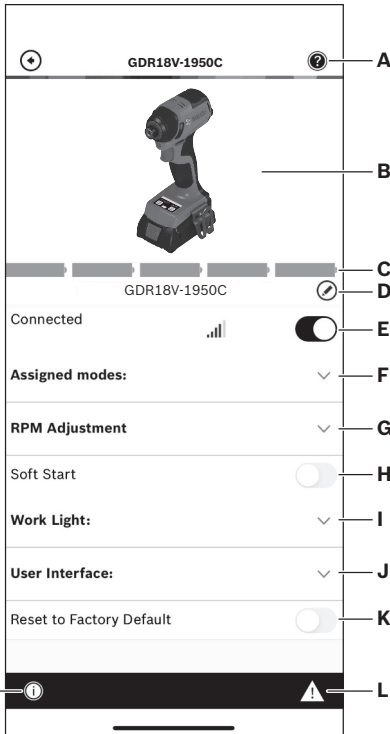 GDR18V-1950C
A
B
C
GDR18V-1950C
D
Connected
E
Assigned modes:
F
RPM Adjustment
G
Soft Start
H
Work Light:
I
User Interface:
J
Reset to Factory Default
K
L